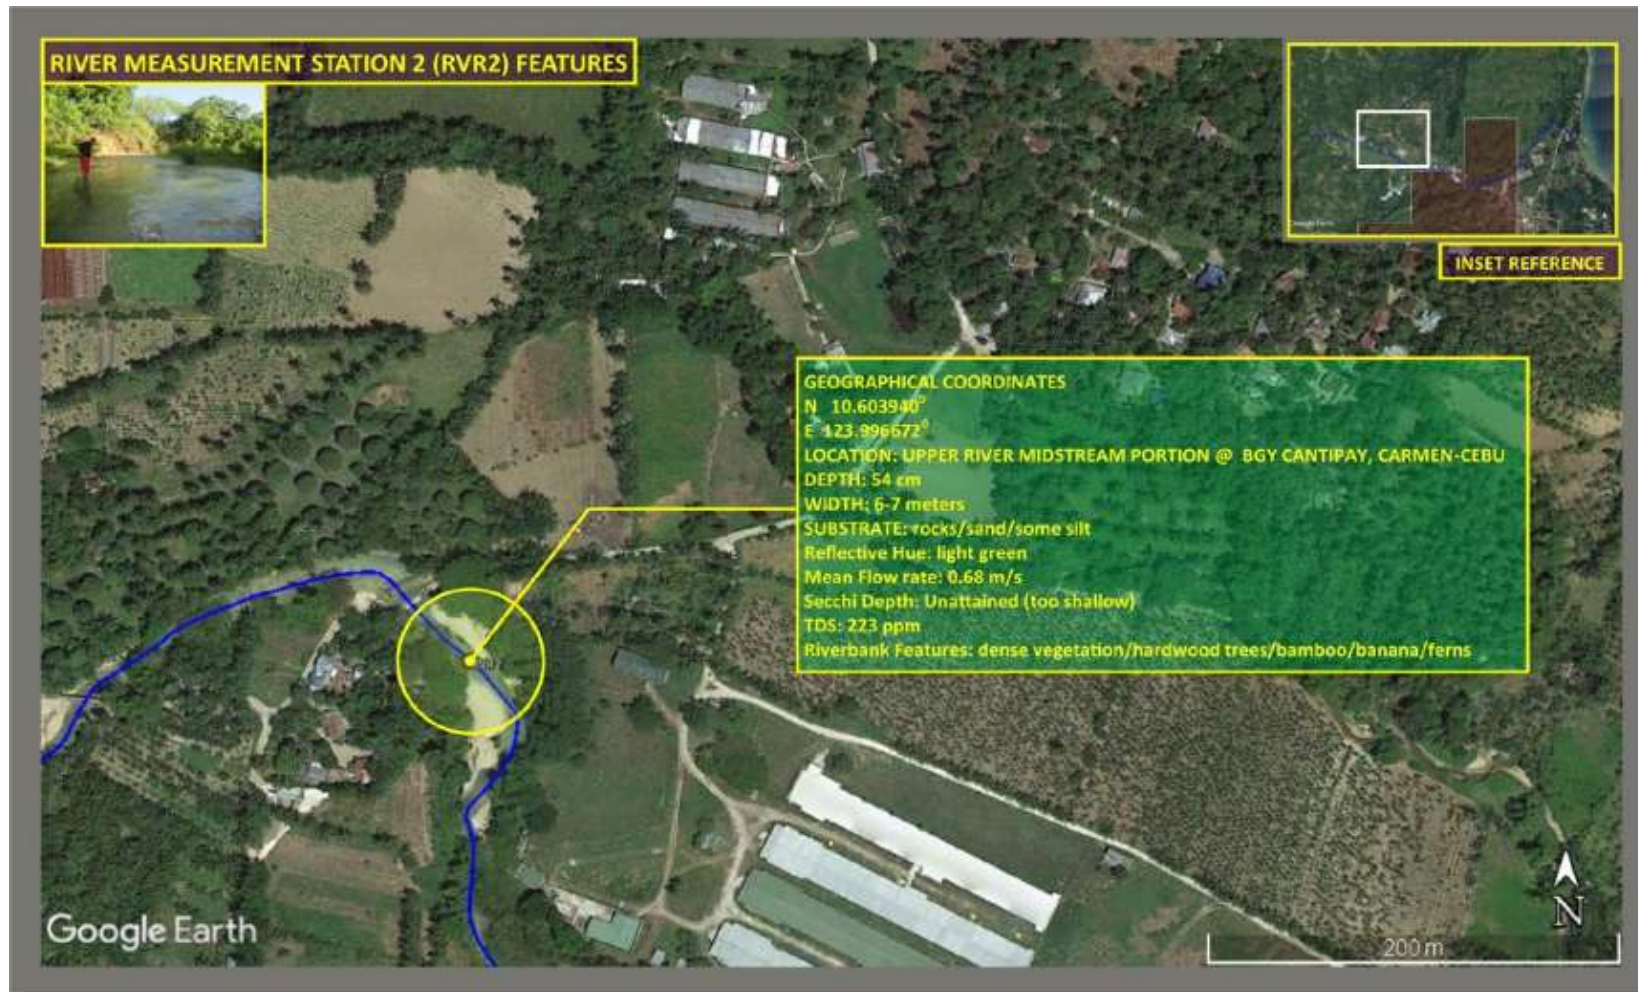 RIVER MEASUREMENT STATION 2 (RVR2) FEATURES
INSET REFERENCE
GEOGRAPHICAL COORDINATES
N 10.603940⁰
E 123.996672⁰
LOCATION: UPPER RIVER MIDSTREAM PORTION @ BGY CANTIPAY, CARMEN-CEBU
DEPTH: 54 cm
WIDTH: 6-7 meters
SUBSTRATE: rocks/sand/some silt
Reflective Hue: light green
Mean Flow rate: 0.68 m/s
Secchi Depth: Unattained (too shallow)
TDS: 223 ppm
Riverbank Features: dense vegetation/hardwood trees/bamboo/banana/ferns
Google Earth
N
200 m